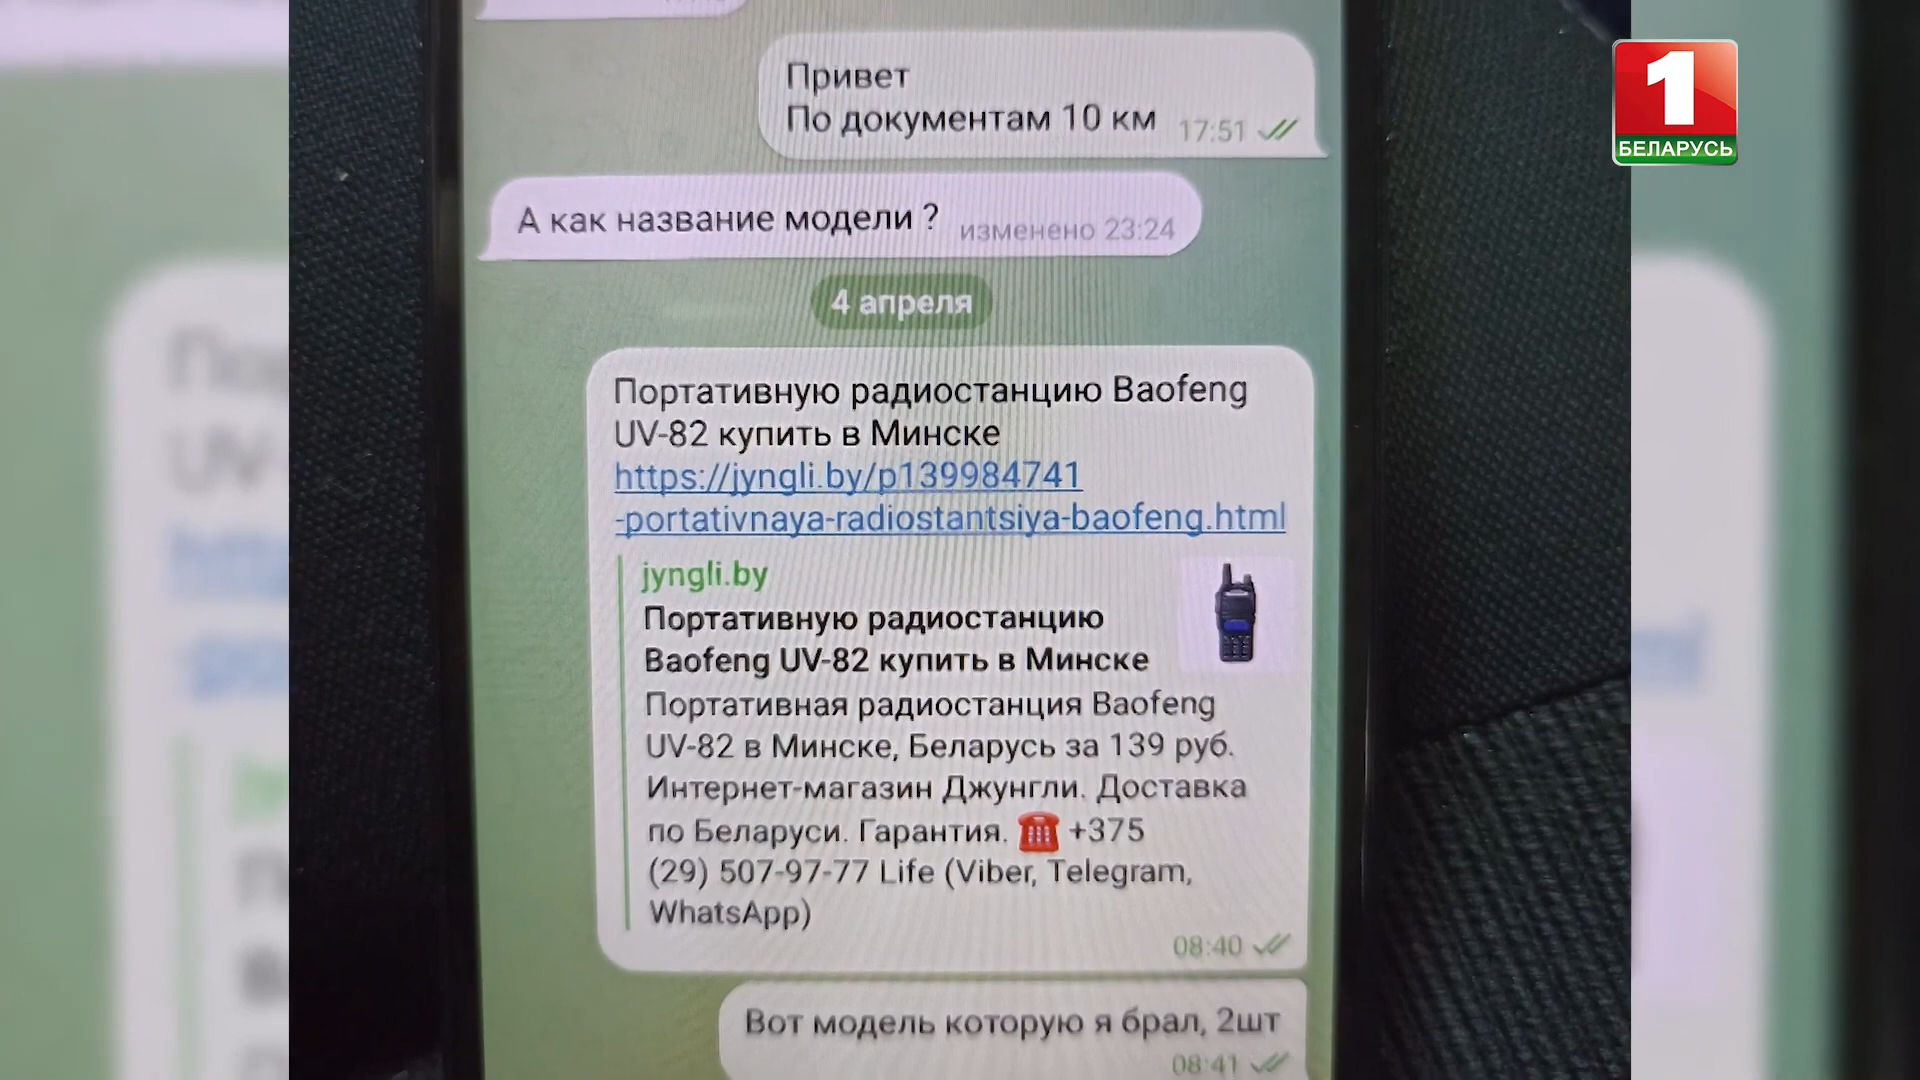 Привет
По документам 10 км 17:51
1
БЕЛАРУСЬ
А как название модели ? изменено 23:24
4 апреля
Портативную радиостанцию Baofeng
UV-82 купить в Минске
https://jyngli.by/p139984741
-portativnaya-radiostantsiya-baofeng.html
jyngli.by
Портативную радиостанцию
Baofeng UV-82 купить в Минске
Портативная радиостанция Baofeng
UV-82 в Минске, Беларусь за 139 руб.
Интернет-магазин Джунгли. Доставка
по Беларуси. Гарантия. ☎️ +375
(29) 507-97-77 Life (Viber, Telegram,
WhatsApp)
08:40
Вот модель которую я брал, 2шт
08:41